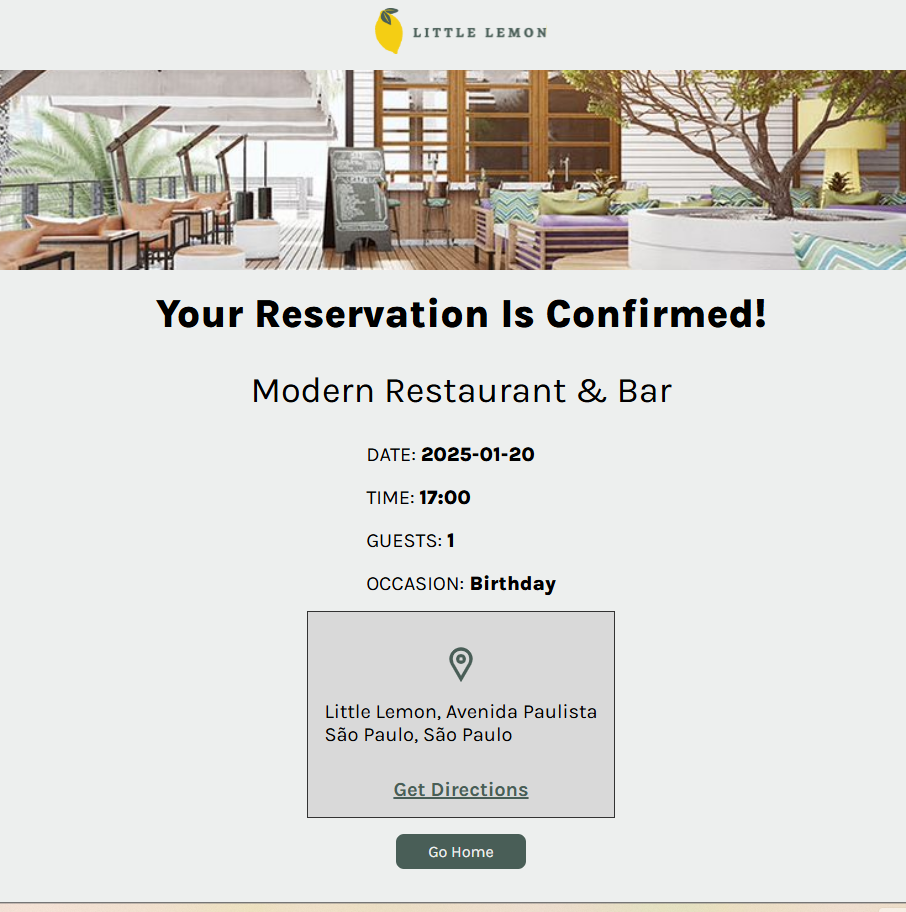 LITTLE LEMON
Your Reservation Is Confirmed!
Modern Restaurant & Bar
DATE: 2025-01-20
TIME: 17:00
GUESTS: 1
OCCASION: Birthday
Little Lemon, Avenida Paulista
São Paulo, São Paulo
Get Directions
Go Home